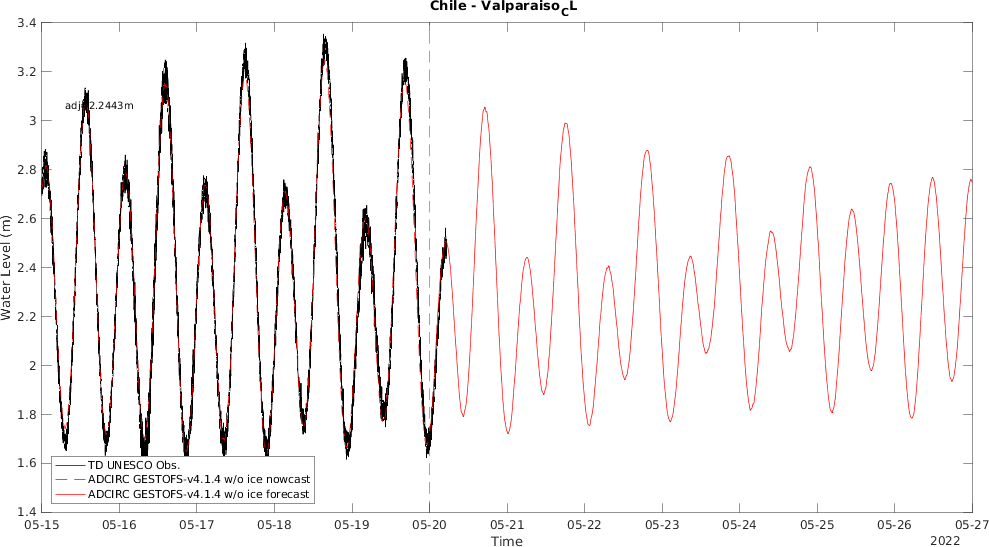 Chile - Valparaiso_CL
3.4
3.2
3
2.8
2.6
2.4
2.2
2
1.8
1.6
1.4
Water Level (m)
TD UNESCO Obs.
ADCIRC GESTOFS-v4.1.4 w/o ice nowcast
ADCIRC GESTOFS-v4.1.4 w/o ice forecast
05-15 05-16 05-17 05-18 05-19 05-20 05-21 05-22 05-23 05-24 05-25 05-26 05-27
Time
2022